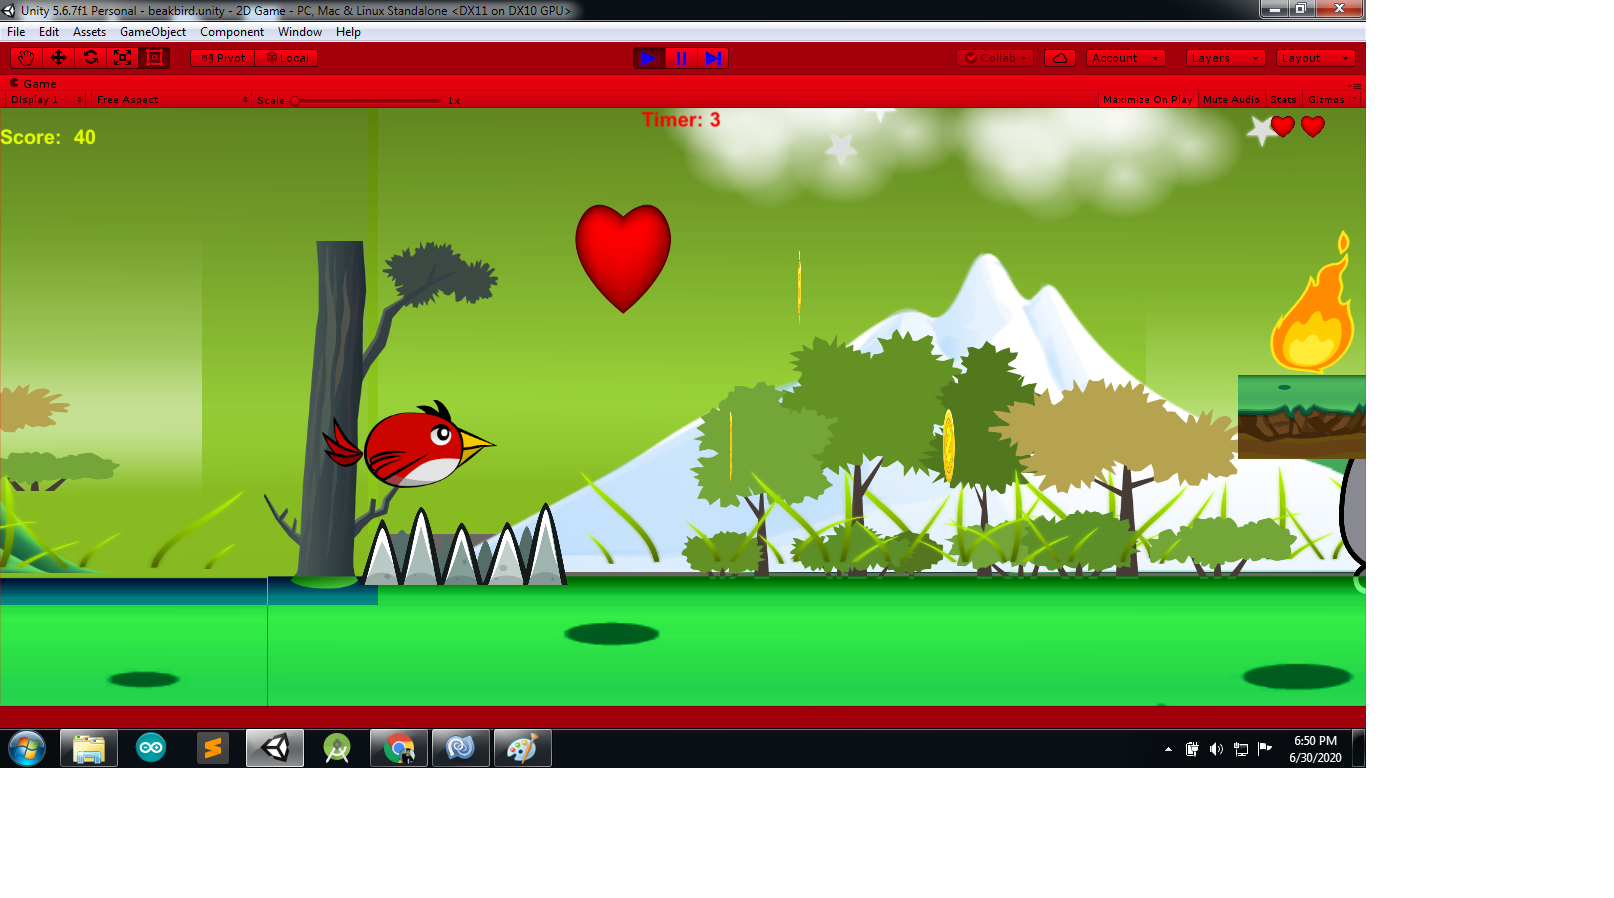 Unity 5.6.7f1 Personal - beakbird.unity - 2D Game - PC, Mac & Linux Standalone <DX11 on DX10 GPU>
File Edit Assets GameObject Component Window Help
Pivot Local Collab Account Layers Layout
Game
Display 1 Free Aspect Scale 1x Maximize On Play Mute Audio Stats Gizmos
Timer: 3
Score: 40
6:50 PM
6/30/2020